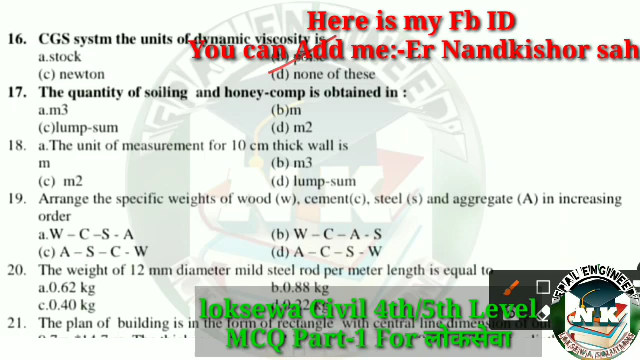 Here is my Fb ID
You can Add me:-Er Nandkishor sah
16. CGS systm the units of dynamic viscosity is
a.stock
(c) newton (d) none of these
17. The quantity of soiling and honey-comp is obtained in :
a.m3 (b)m
(c)lump-sum (d) m2
18. a.The unit of measurement for 10 cm thick wall is
m (b) m3
(c) m2 (d) lump-sum
19. Arrange the specific weights of wood (w), cement(c), steel (s) and aggregate (A) in increasing
order
a.W – C –S - A (b) W – C – A - S
(c) A – S – C - W (d) A – C – S - W
20. The weight of 12 mm diameter mild steel rod per meter length is equal to
a.0.62 kg b.0.88 kg
c.0.40 kg
loksewa Civil 4th/5th Level
21. The plan of building is in the form of rectangle with central line dimension of
MCQ Part-1 For लोकसेवा
NK